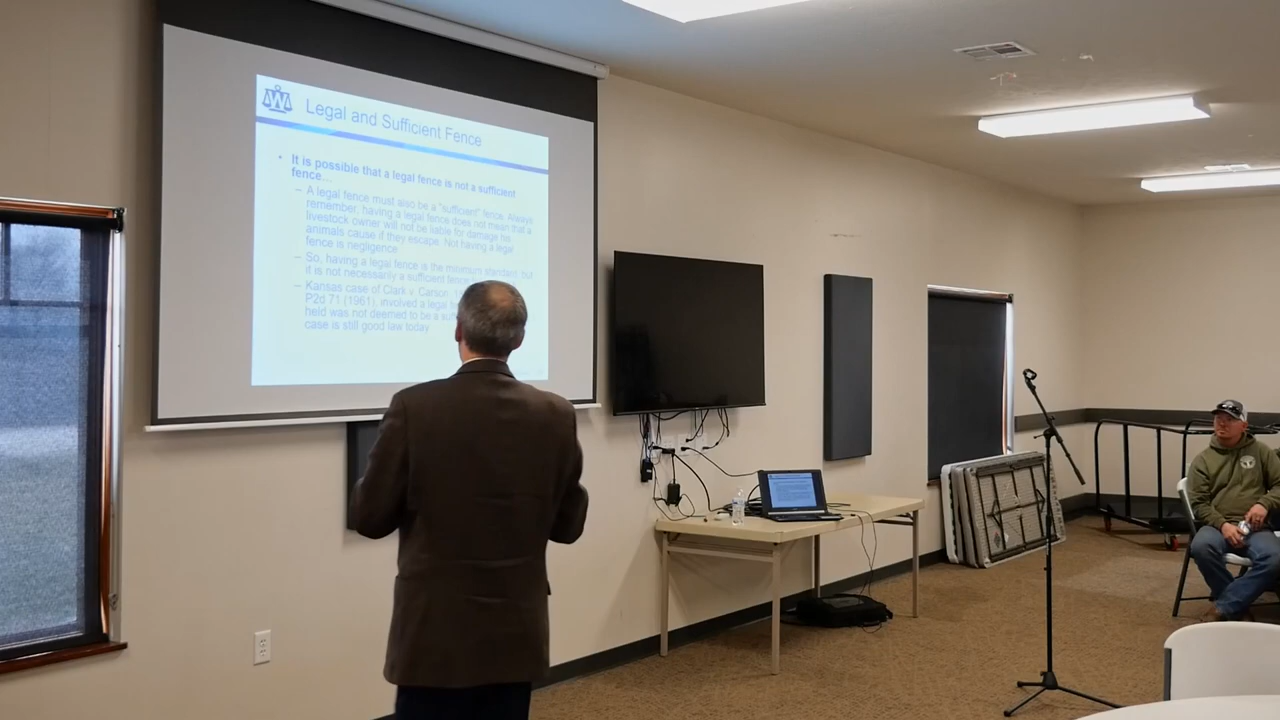 W
Legal and Sufficient Fence
• It is possible that a legal fence is not a sufficient
fence…
– A legal fence must also be a "sufficient" fence. Always
remember, having a legal fence does not mean that a
livestock owner will not be liable for damage his
animals cause if they escape. Not having a legal
fence is negligence
– So, having a legal fence is the minimum standard, but
it is not necessarily a sufficient fence
– Kansas case of Clark v. Carson,
P2d 71 (1961), involved a legal
held was not deemed to be a
case is still good law today